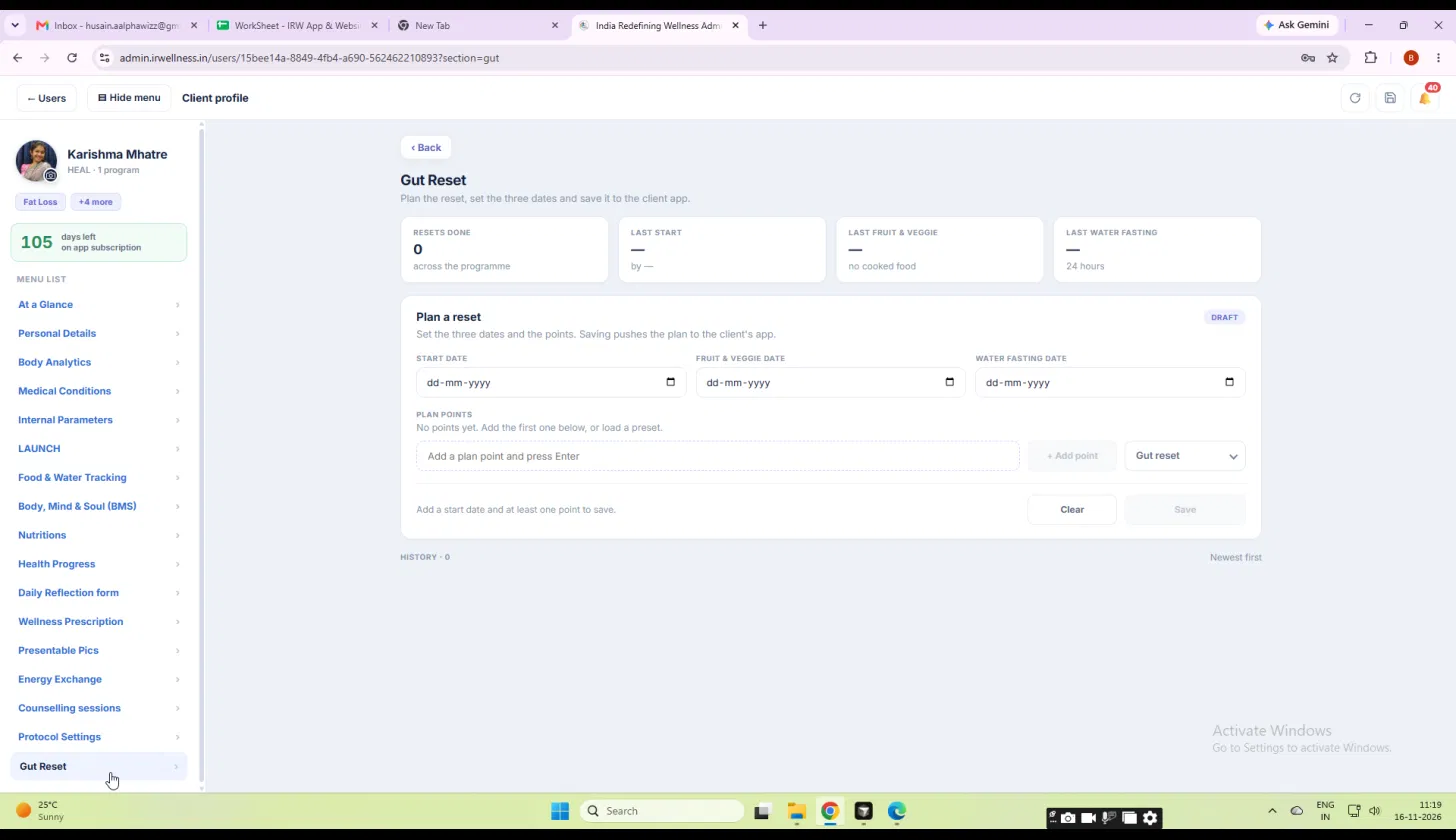 Inbox - husain.aalphawizz@gm
WorkSheet - IRW App & Websi
New Tab
India Redefining Wellness Adm
Ask Gemini
admin.irwellness.in/users/15bee14a-8849-4fb4-a690-562462210893?section=gut
B
← Users
Hide menu
Client profile
40
Karishma Mhatre
HEAL · 1 program
Fat Loss
+4 more
105 days left
on app subscription
MENU LIST
At a Glance
Personal Details
Body Analytics
Medical Conditions
Internal Parameters
LAUNCH
Food & Water Tracking
Body, Mind & Soul (BMS)
Nutritions
Health Progress
Daily Reflection form
Wellness Prescription
Presentable Pics
Energy Exchange
Counselling sessions
Protocol Settings
Gut Reset
‹ Back
Gut Reset
Plan the reset, set the three dates and save it to the client app.
RESETS DONE
0
across the programme
LAST START
—
by —
LAST FRUIT & VEGGIE
—
no cooked food
LAST WATER FASTING
—
24 hours
Plan a reset
DRAFT
Set the three dates and the points. Saving pushes the plan to the client's app.
START DATE
dd-mm-yyyy
FRUIT & VEGGIE DATE
dd-mm-yyyy
WATER FASTING DATE
dd-mm-yyyy
PLAN POINTS
No points yet. Add the first one below, or load a preset.
Add a plan point and press Enter
+ Add point
Gut reset
Add a start date and at least one point to save.
Clear
Save
HISTORY · 0
Newest first
Activate Windows
Go to Settings to activate Windows.
25°C
Sunny
Search
ENG
IN
11:19
16-11-2026